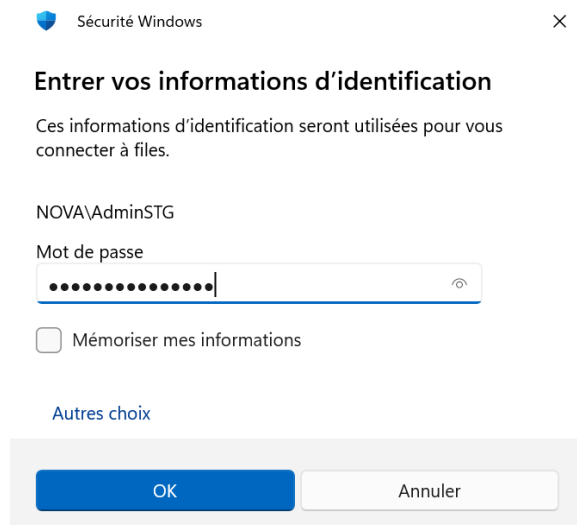 Sécurité Windows
Entrer vos informations d'identification
Ces informations d'identification seront utilisées pour vous
connecter à files.
NOVA\AdminSTG
Mot de passe
●●●●●●●●●●●●●●●
Mémoriser mes informations
Autres choix
OK
Annuler